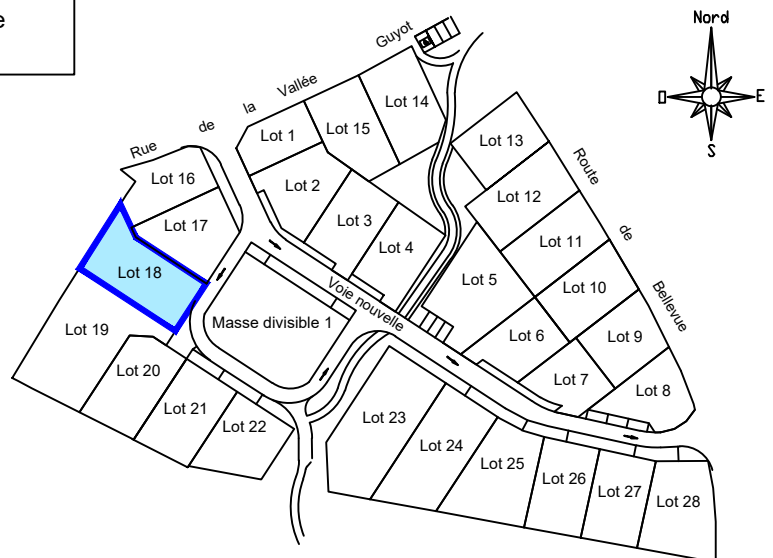 e
Nord
E
S
Rue de la Vallée Guyot
Lot 14
Lot 1
Lot 15
Lot 13
Route de Bellevue
Lot 16
Lot 2
Lot 12
Lot 17
Lot 3
Lot 4
Lot 11
Lot 18
Lot 5
Lot 10
Voie nouvelle
Masse divisible 1
Lot 19
Lot 6
Lot 9
Lot 20
Lot 7
Lot 8
Lot 21
Lot 22
Lot 23
Lot 24
Lot 25
Lot 26
Lot 27
Lot 28